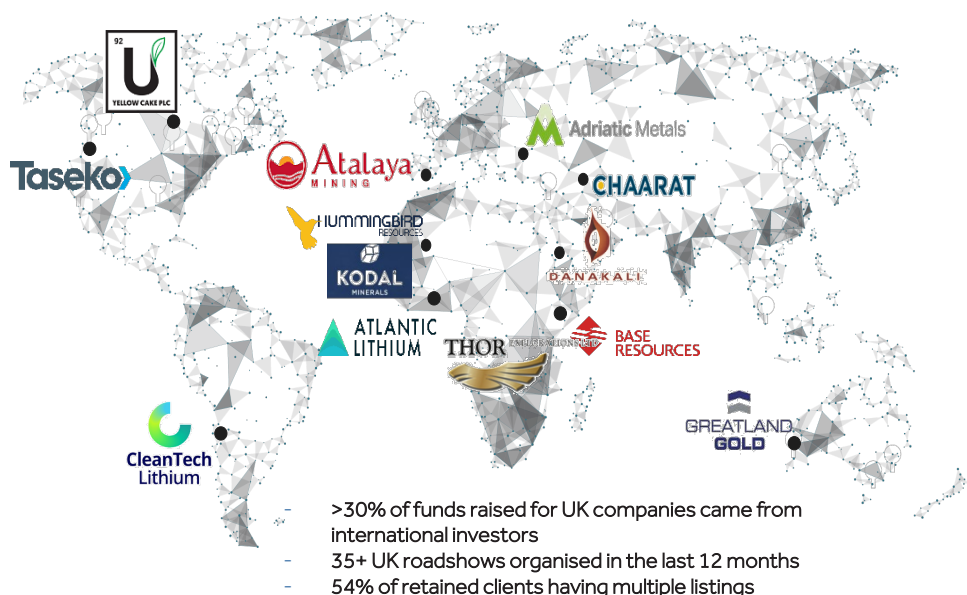 92
U
YELLOW CAKE PLC
Taseko
Atalaya
MINING
Adriatic Metals
CHAARAT
HUMMINGBIRD
RESOURCES
KODAL
MINERALS
DANAKALI
ATLANTIC
LITHIUM
THOR EXPLORATIONS LTD
BASE
RESOURCES
GREATLAND
GOLD
CleanTech
Lithium
- >30% of funds raised for UK companies came from
international investors
- 35+ UK roadshows organised in the last 12 months
- 54% of retained clients having multiple listings